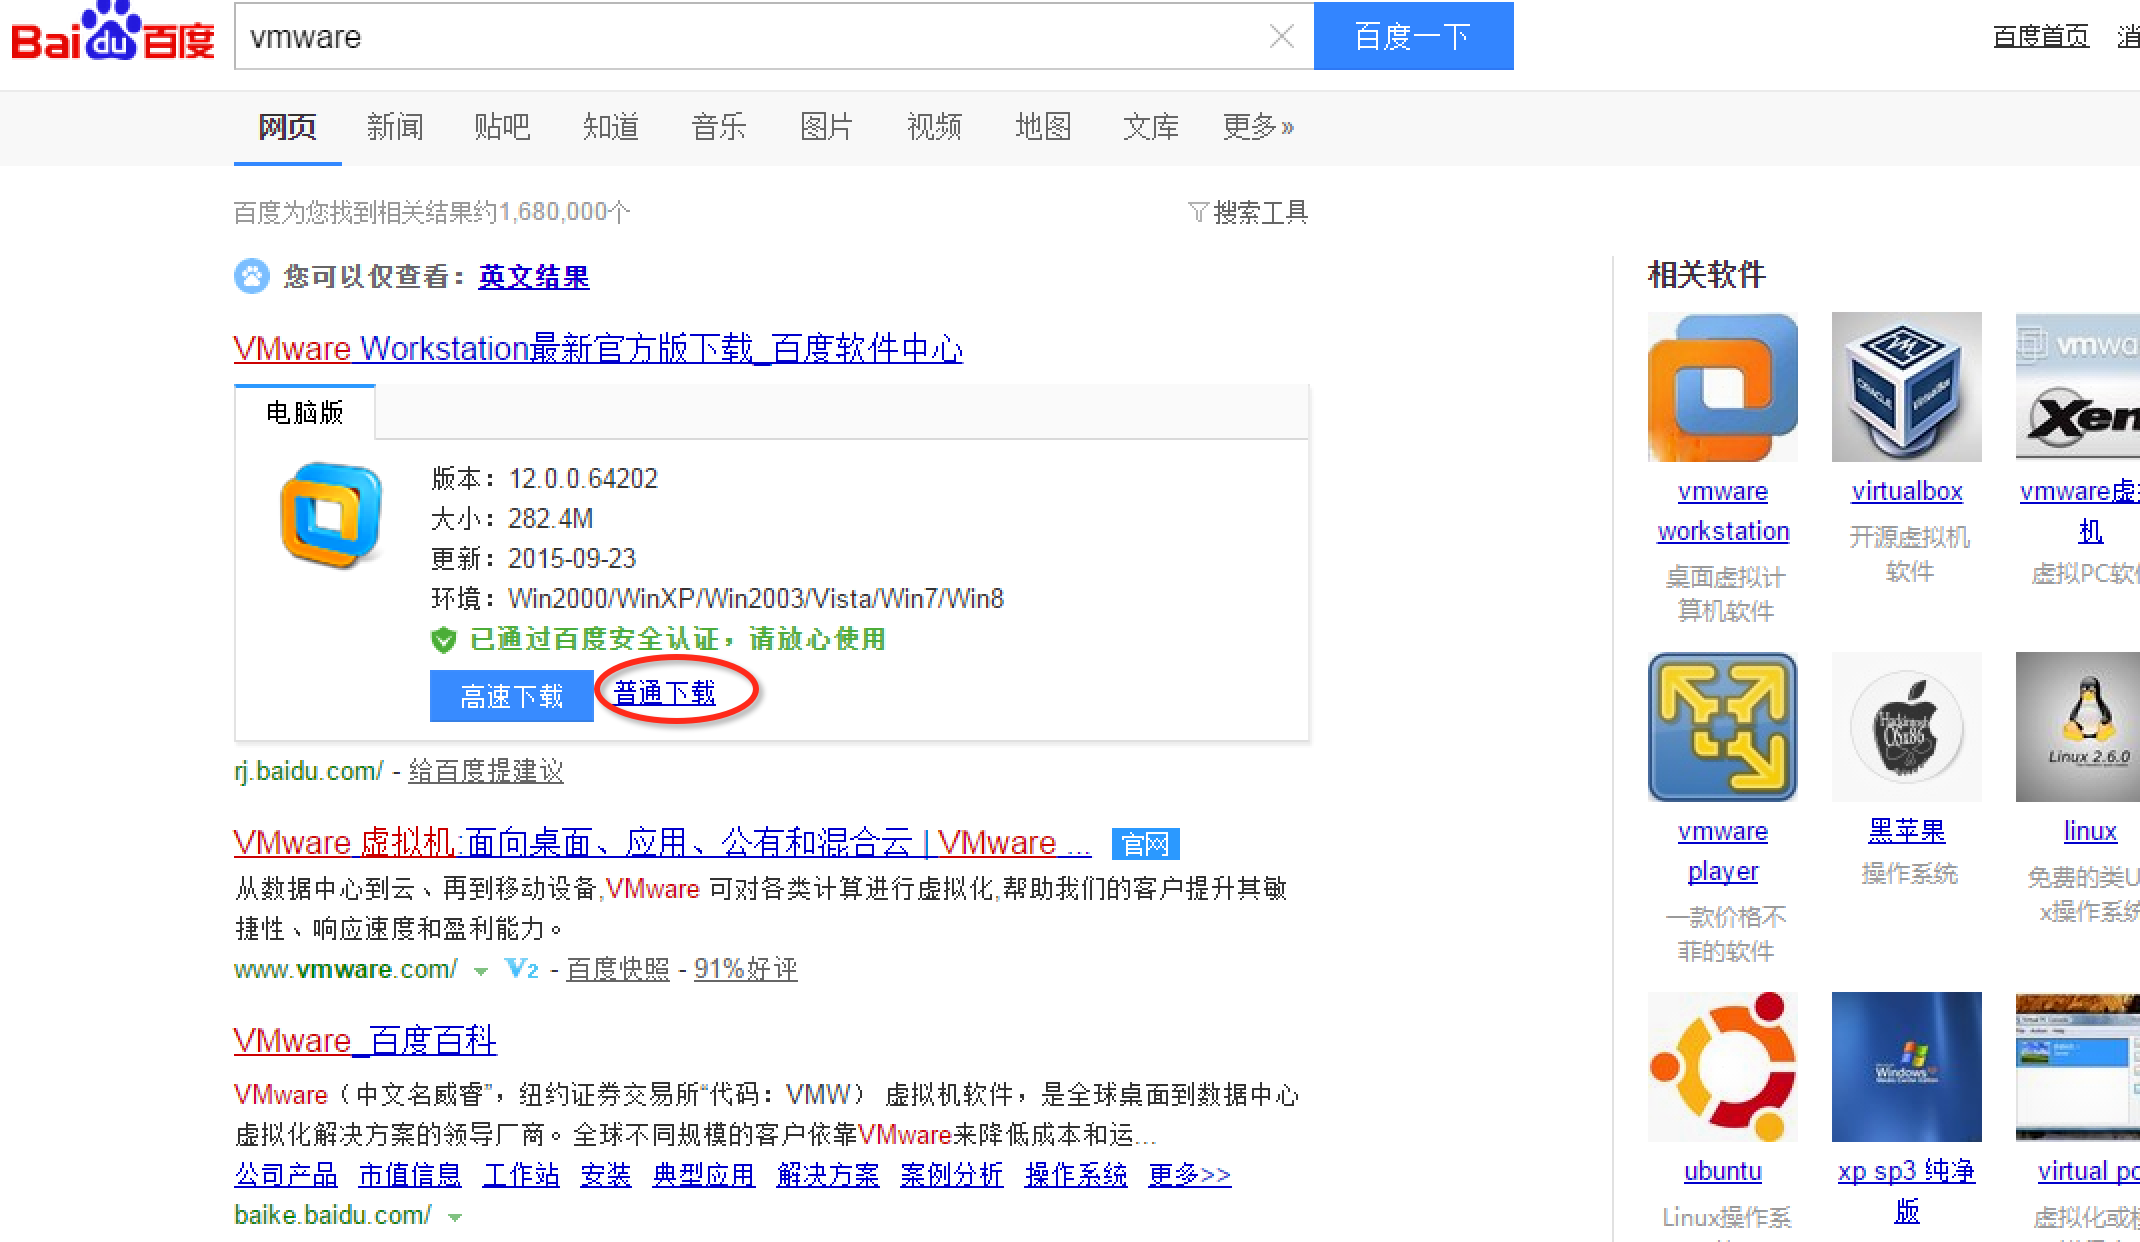 Bai du 百度
vmware
百度一下
百度首页
网页 新闻 贴吧 知道 音乐 图片 视频 地图 文库 更多»
百度为您找到相关结果约1,680,000个
搜索工具
您可以仅查看：英文结果
VMware Workstation最新官方版下载_百度软件中心
电脑版
版本：12.0.0.64202
大小：282.4M
更新：2015-09-23
环境：Win2000/WinXP/Win2003/Vista/Win7/Win8
已通过百度安全认证，请放心使用
高速下载 普通下载
rj.baidu.com/ - 给百度提建议
VMware 虚拟机:面向桌面、应用、公有和混合云 | VMware ... 官网
从数据中心到云、再到移动设备,VMware 可对各类计算进行虚拟化,帮助我们的客户提升其敏
捷性、响应速度和盈利能力。
www.vmware.com/ V2 - 百度快照 - 91%好评
VMware_百度百科
VMware（中文名威睿”，纽约证券交易所“代码：VMW） 虚拟机软件，是全球桌面到数据中心
虚拟化解决方案的领导厂商。全球不同规模的客户依靠VMware来降低成本和运...
公司产品 市值信息 工作站 安装 典型应用 解决方案 案例分析 操作系统 更多>>
baike.baidu.com/
相关软件
vmware
workstation
桌面虚拟计
算机软件
ORACLE
VirtualBox
virtualbox
开源虚拟机
软件
vmwa
Xen
vmware虚
机
虚拟PC软
vmware
player
一款价格不
菲的软件
Hackintosh
OSx86
黑苹果
操作系统
Linux 2.6.0
linux
免费的类U
x操作系统
ubuntu
Linux操作系
Windows
xp sp3 纯净
版
virtual pc
虚拟化或